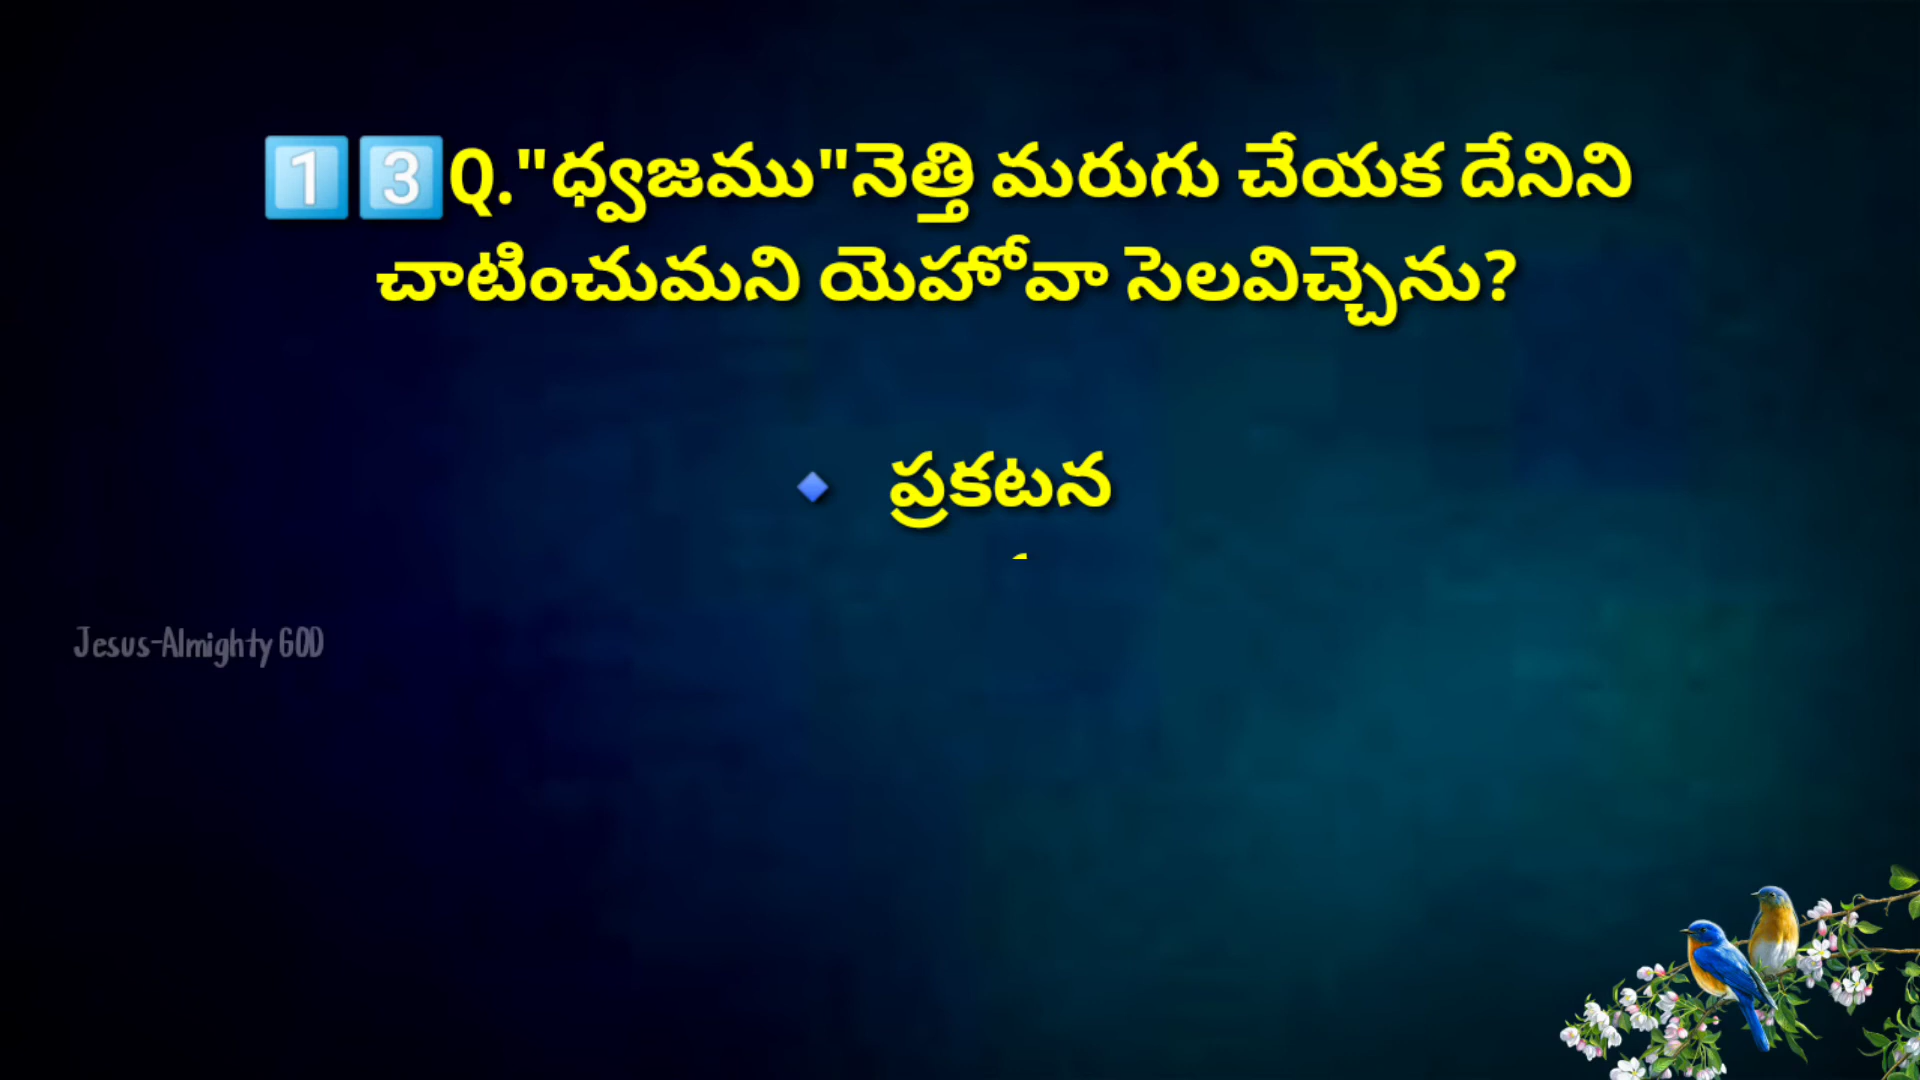 1️⃣3️⃣Q."ధ్వజము"నెత్తి మరుగు చేయక దేనిని
చాటించుమని యెహోవా సెలవిచ్చెను?
🔹 ప్రకటన
Jesus-Almighty GOD